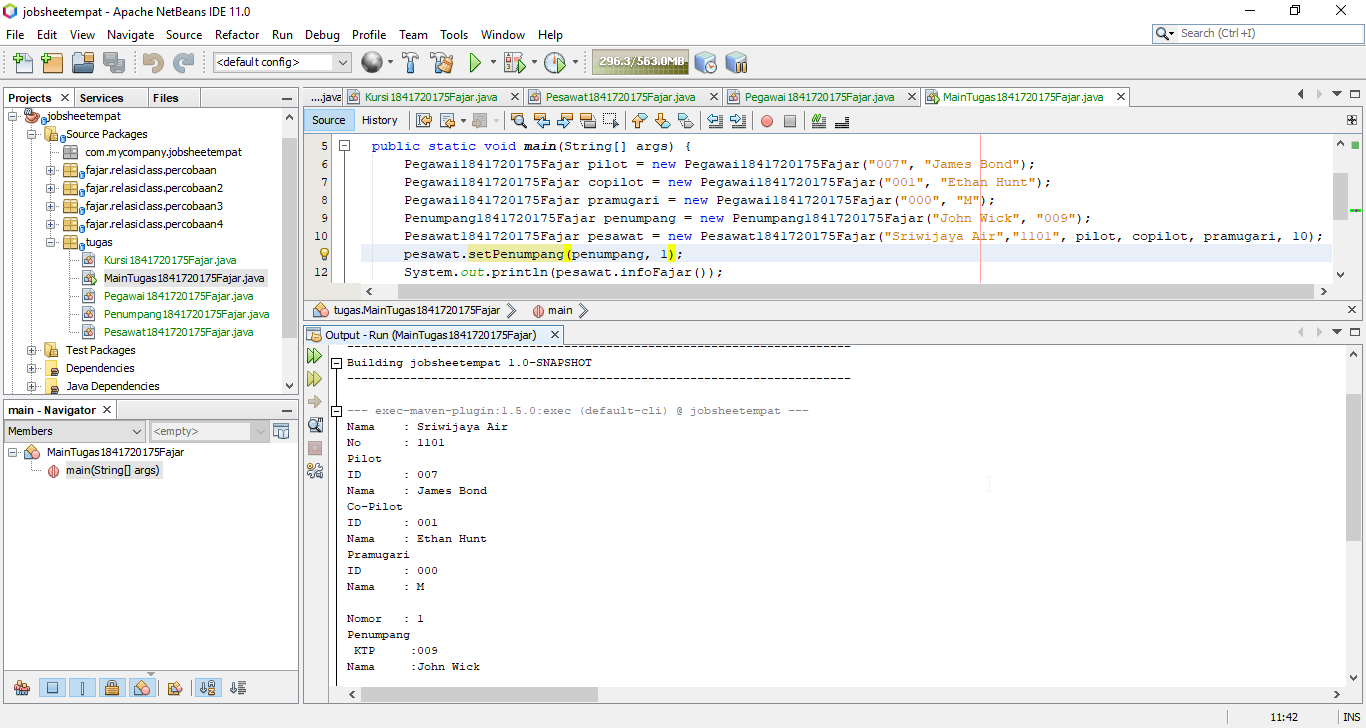 jobsheetempat - Apache NetBeans IDE 11.0
File Edit View Navigate Source Refactor Run Debug Profile Team Tools Window Help
Search (Ctrl+I)
<default config>
296.3/563.0MB
Projects Services Files
jobsheetempat
Source Packages
com.mycompany.jobsheetempat
fajar.relasiclass.percobaan
fajar.relasiclass.percobaan2
fajar.relasiclass.percobaan3
fajar.relasiclass.percobaan4
tugas
Kursi1841720175Fajar.java
MainTugas1841720175Fajar.java
Pegawai1841720175Fajar.java
Penumpang1841720175Fajar.java
Pesawat1841720175Fajar.java
Test Packages
Dependencies
Java Dependencies
main - Navigator
Members <empty>
MainTugas1841720175Fajar
main(String[] args)
....java Kursi1841720175Fajar.java Pesawat1841720175Fajar.java Pegawai1841720175Fajar.java MainTugas1841720175Fajar.java
Source History
5 public static void main(String[] args) {
6 Pegawai1841720175Fajar pilot = new Pegawai1841720175Fajar("007", "James Bond");
7 Pegawai1841720175Fajar copilot = new Pegawai1841720175Fajar("001", "Ethan Hunt");
8 Pegawai1841720175Fajar pramugari = new Pegawai1841720175Fajar("000", "M");
9 Penumpang1841720175Fajar penumpang = new Penumpang1841720175Fajar("John Wick", "009");
10 Pesawat1841720175Fajar pesawat = new Pesawat1841720175Fajar("Sriwijaya Air","1101", pilot, copilot, pramugari, 10);
pesawat.setPenumpang(penumpang, 1);
12 System.out.println(pesawat.infoFajar());
tugas.MainTugas1841720175Fajar main
Output - Run (MainTugas1841720175Fajar)
------------------------------------------------------------------------
Building jobsheetempat 1.0-SNAPSHOT
------------------------------------------------------------------------
--- exec-maven-plugin:1.5.0:exec (default-cli) @ jobsheetempat ---
Nama : Sriwijaya Air
No : 1101
Pilot
ID : 007
Nama : James Bond
Co-Pilot
ID : 001
Nama : Ethan Hunt
Pramugari
ID : 000
Nama : M
Nomor : 1
Penumpang
KTP :009
Nama :John Wick
11:42 INS